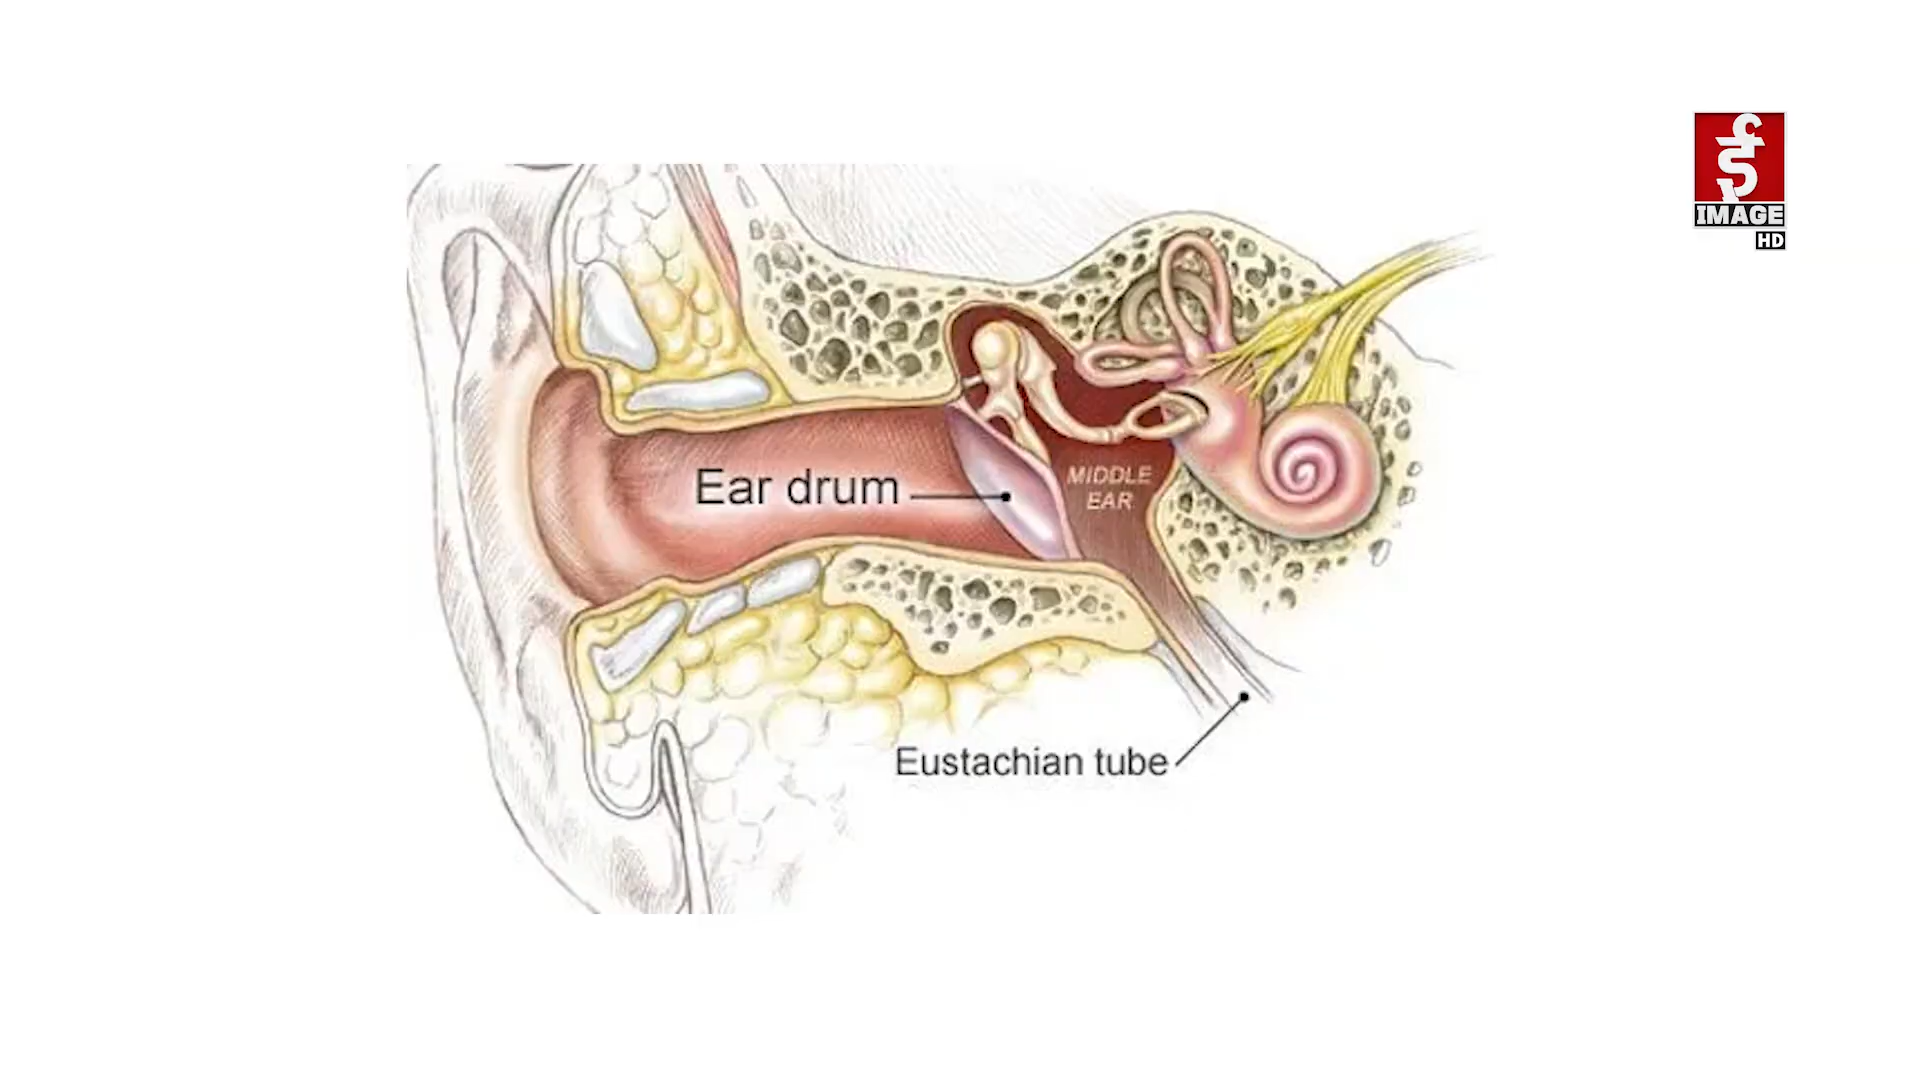 IMAGE
HD
Ear drum
MIDDLE
EAR
Eustachian tube